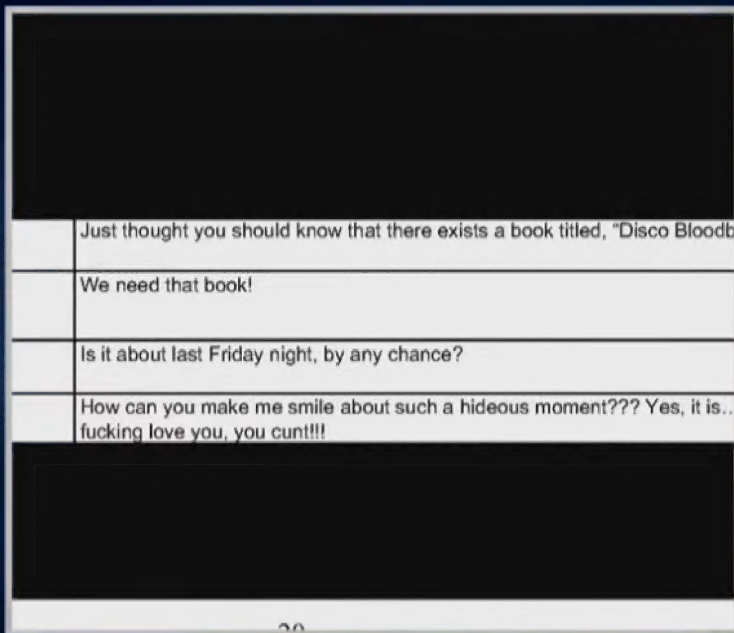 Just thought you should know that there exists a book titled, "Disco Bloodb
We need that book!
Is it about last Friday night, by any chance?
How can you make me smile about such a hideous moment??? Yes, it is..
fucking love you, you cunt!!!